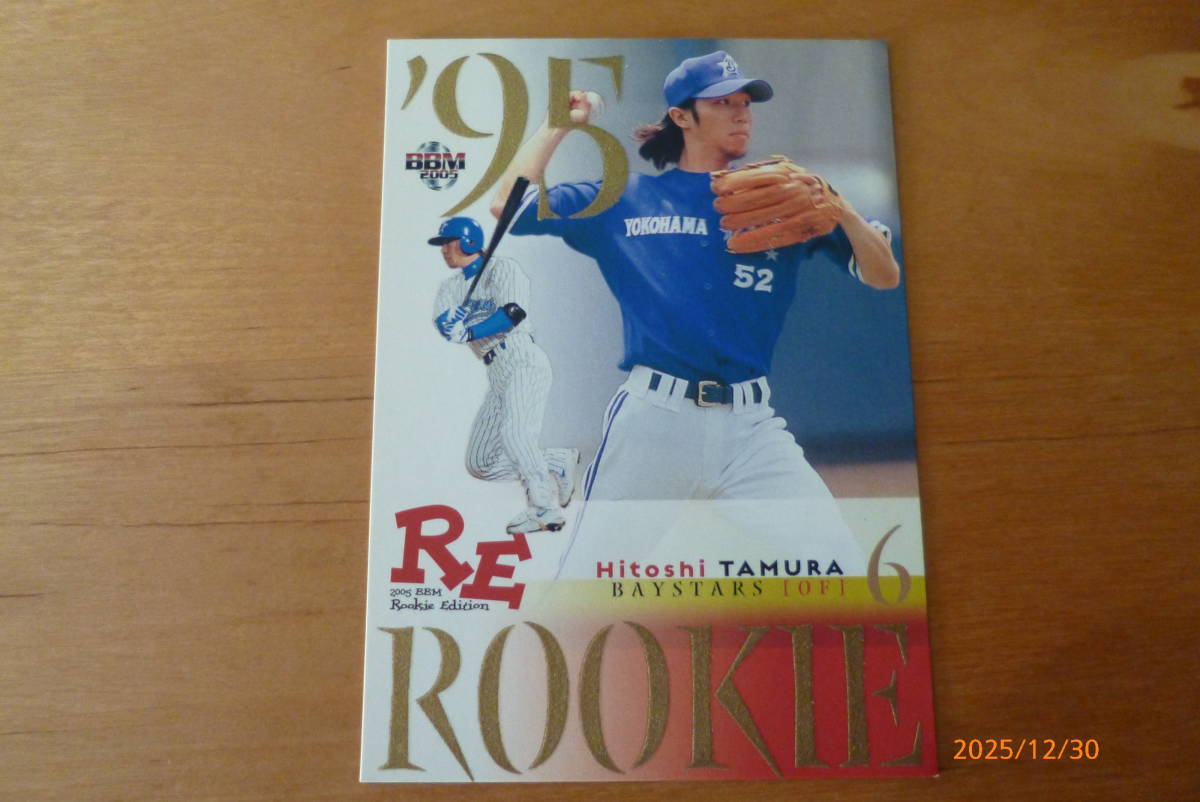 '95
BBM
2005
YOKOHAMA
52
RE
2005 BBM
Rookie Edition
Hitoshi TAMURA
BAYSTARS [OF] 6
ROOKIE
2025/12/30